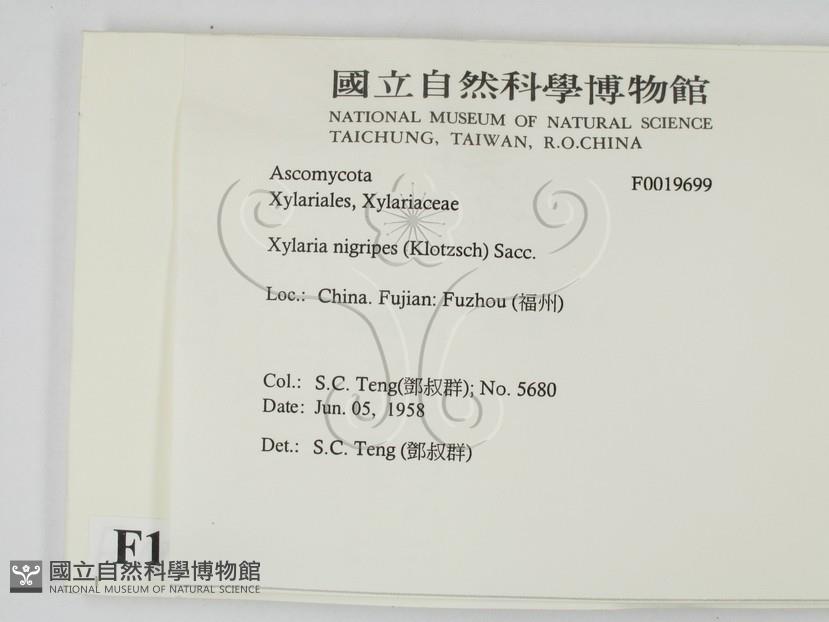 國立自然科學博物館
NATIONAL MUSEUM OF NATURAL SCIENCE
TAICHUNG, TAIWAN, R.O.CHINA
Ascomycota
F0019699
Xylariales, Xylariaceae
Xylaria nigripes (Klotzsch) Sacc.
Loc.: China. Fujian: Fuzhou (福州)
Col.: S.C. Teng(鄧叔群); No. 5680
Date: Jun. 05, 1958
Det.: S.C. Teng (鄧叔群)
F1
國立自然科學博物館
NATIONAL MUSEUM OF NATURAL SCIENCE